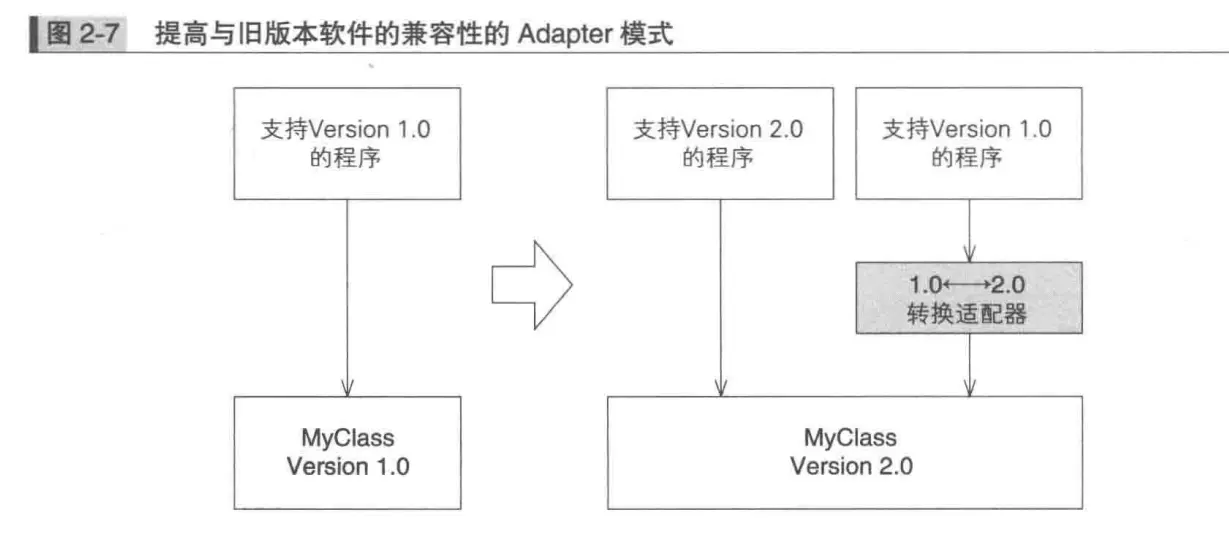 图 2-7 提高与旧版本软件的兼容性的 Adapter 模式
支持Version 1.0
的程序
支持Version 2.0
的程序
支持Version 1.0
的程序
1.0←→2.0
转换适配器
MyClass
Version 1.0
MyClass
Version 2.0